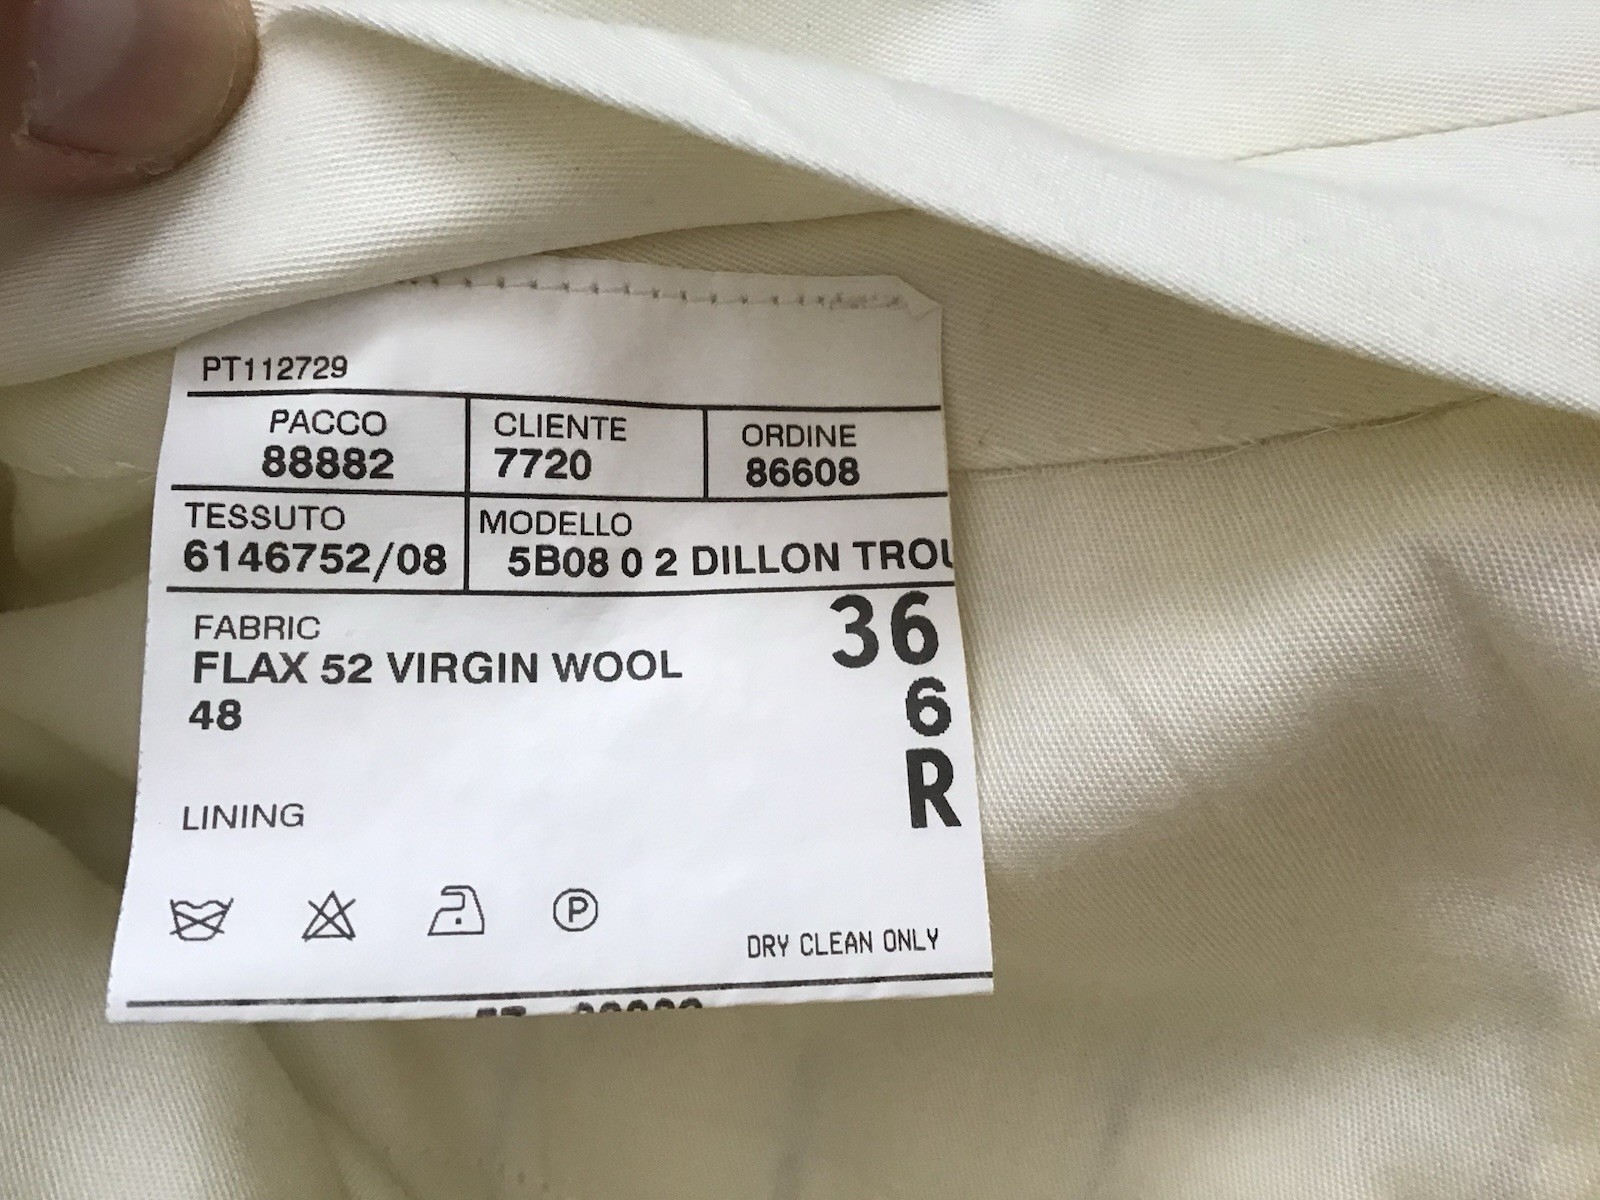 PT112729
PACCO CLIENTE ORDINE
88882 7720 86608
TESSUTO MODELLO
6146752/08 5B08 0 2 DILLON TROU
FABRIC
FLAX 52 VIRGIN WOOL
48
36
6
R
LINING
P
DRY CLEAN ONLY